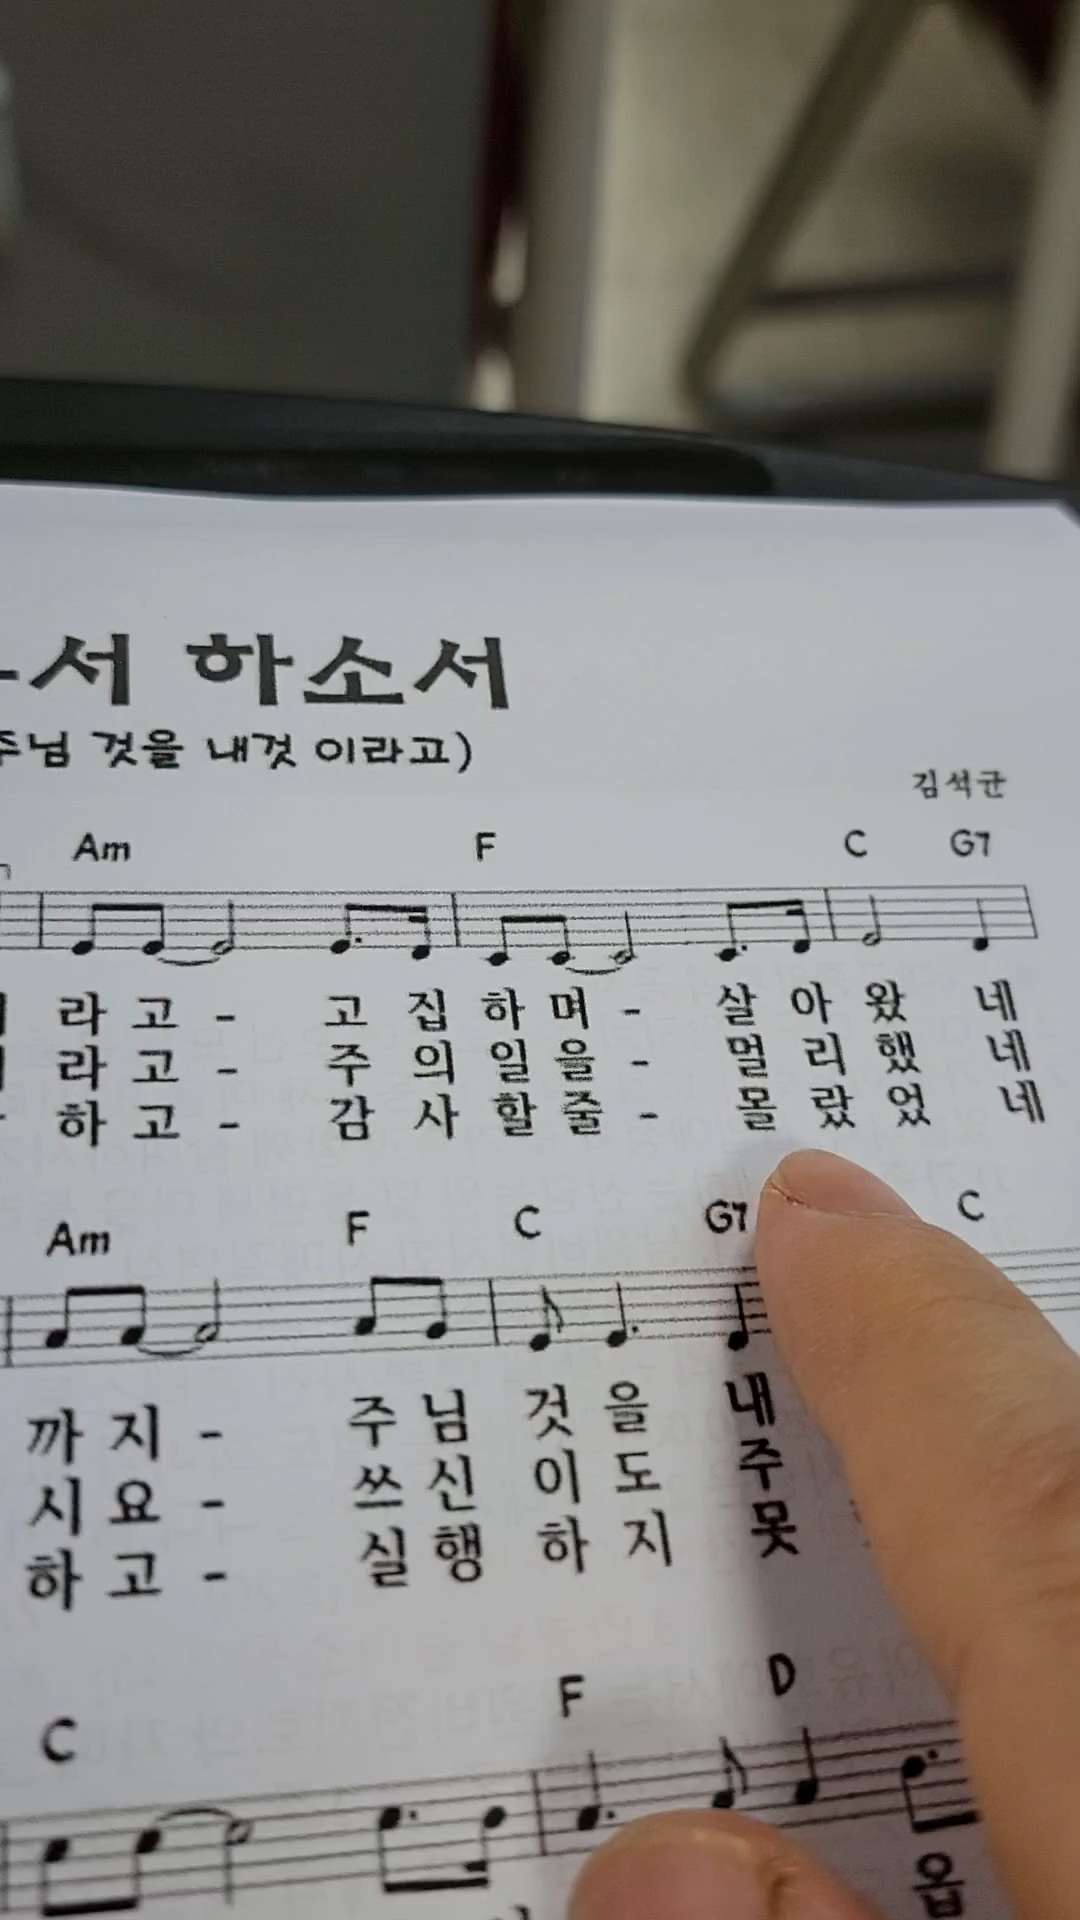 서 하소서
주님 것을 내것 이라고)
김석균
Am F C G7
라 고 - 고 집 하 며 - 살 아 왔 네
라 고 - 주 의 일 을 - 멀 리 했 네
하 고 - 감 사 할 줄 - 몰 랐 었 네
Am F C G7 C
까 지 - 주 님 것 을 내
시 요 - 쓰 신 이 도 주
하 고 - 실 행 하 지 못
C F D
옵